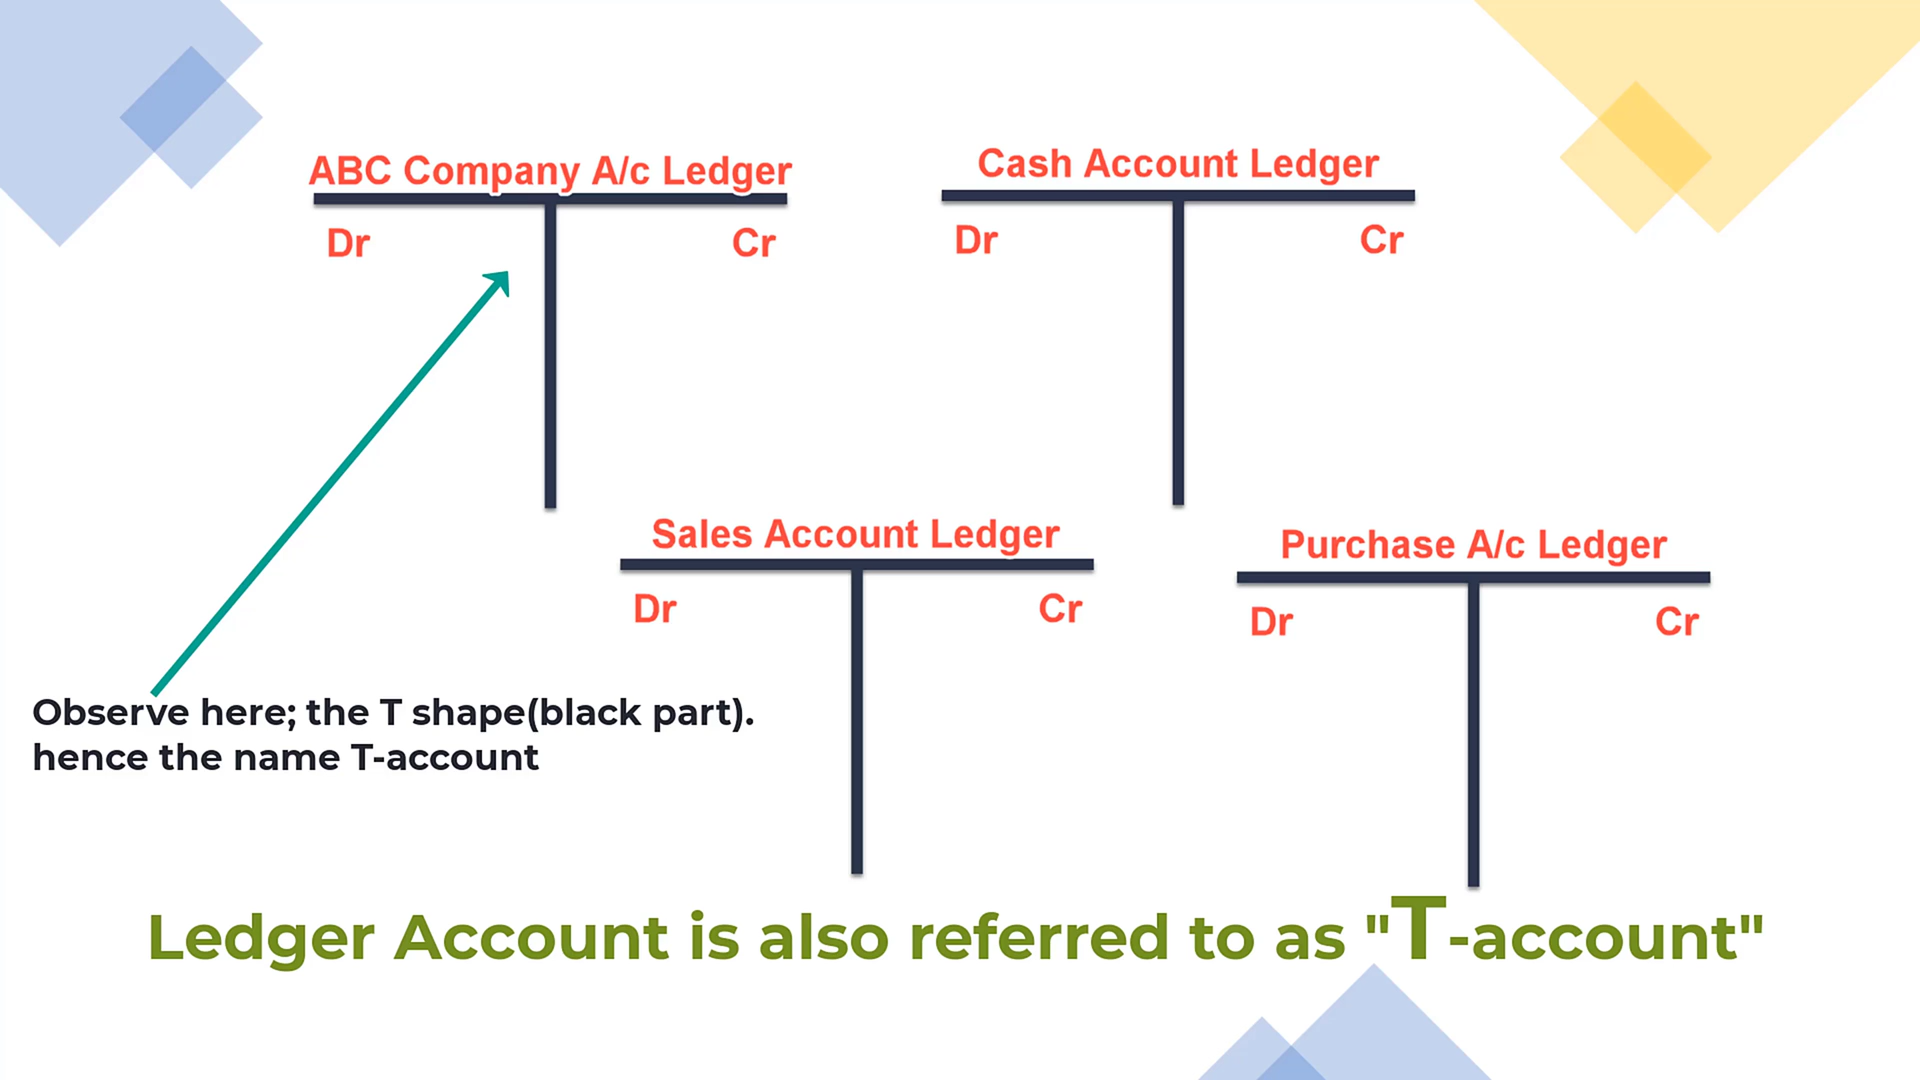 ABC Company A/c Ledger
Dr
Cr
Cash Account Ledger
Dr
Cr
Sales Account Ledger
Dr
Cr
Purchase A/c Ledger
Dr
Cr
Observe here; the T shape(black part).
hence the name T-account
Ledger Account is also referred to as "T-account"